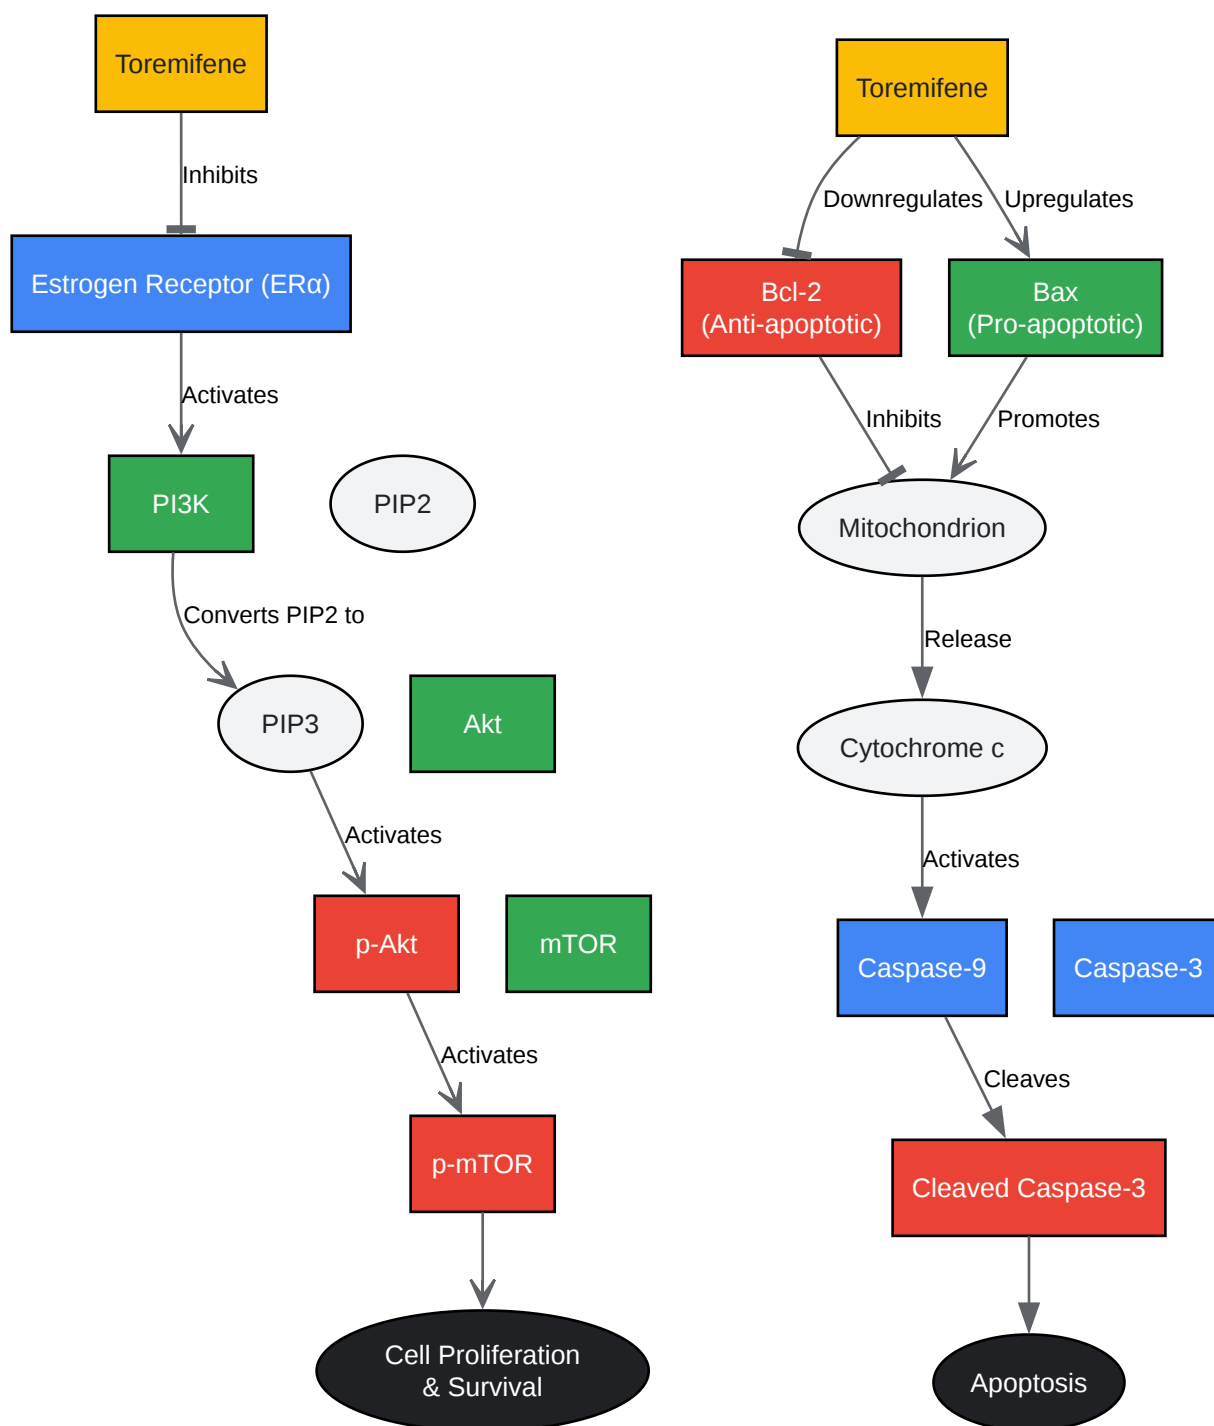 Toremifene
Inhibits
Estrogen Receptor (ERα)
Activates
PI3K
PIP2
Converts PIP2 to
PIP3
Akt
Activates
p-Akt
mTOR
Activates
p-mTOR
Cell Proliferation
& Survival
Toremifene
Downregulates
Upregulates
Bcl-2
(Anti-apoptotic)
Bax
(Pro-apoptotic)
Inhibits
Promotes
Mitochondrion
Release
Cytochrome c
Activates
Caspase-9
Caspase-3
Cleaves
Cleaved Caspase-3
Apoptosis